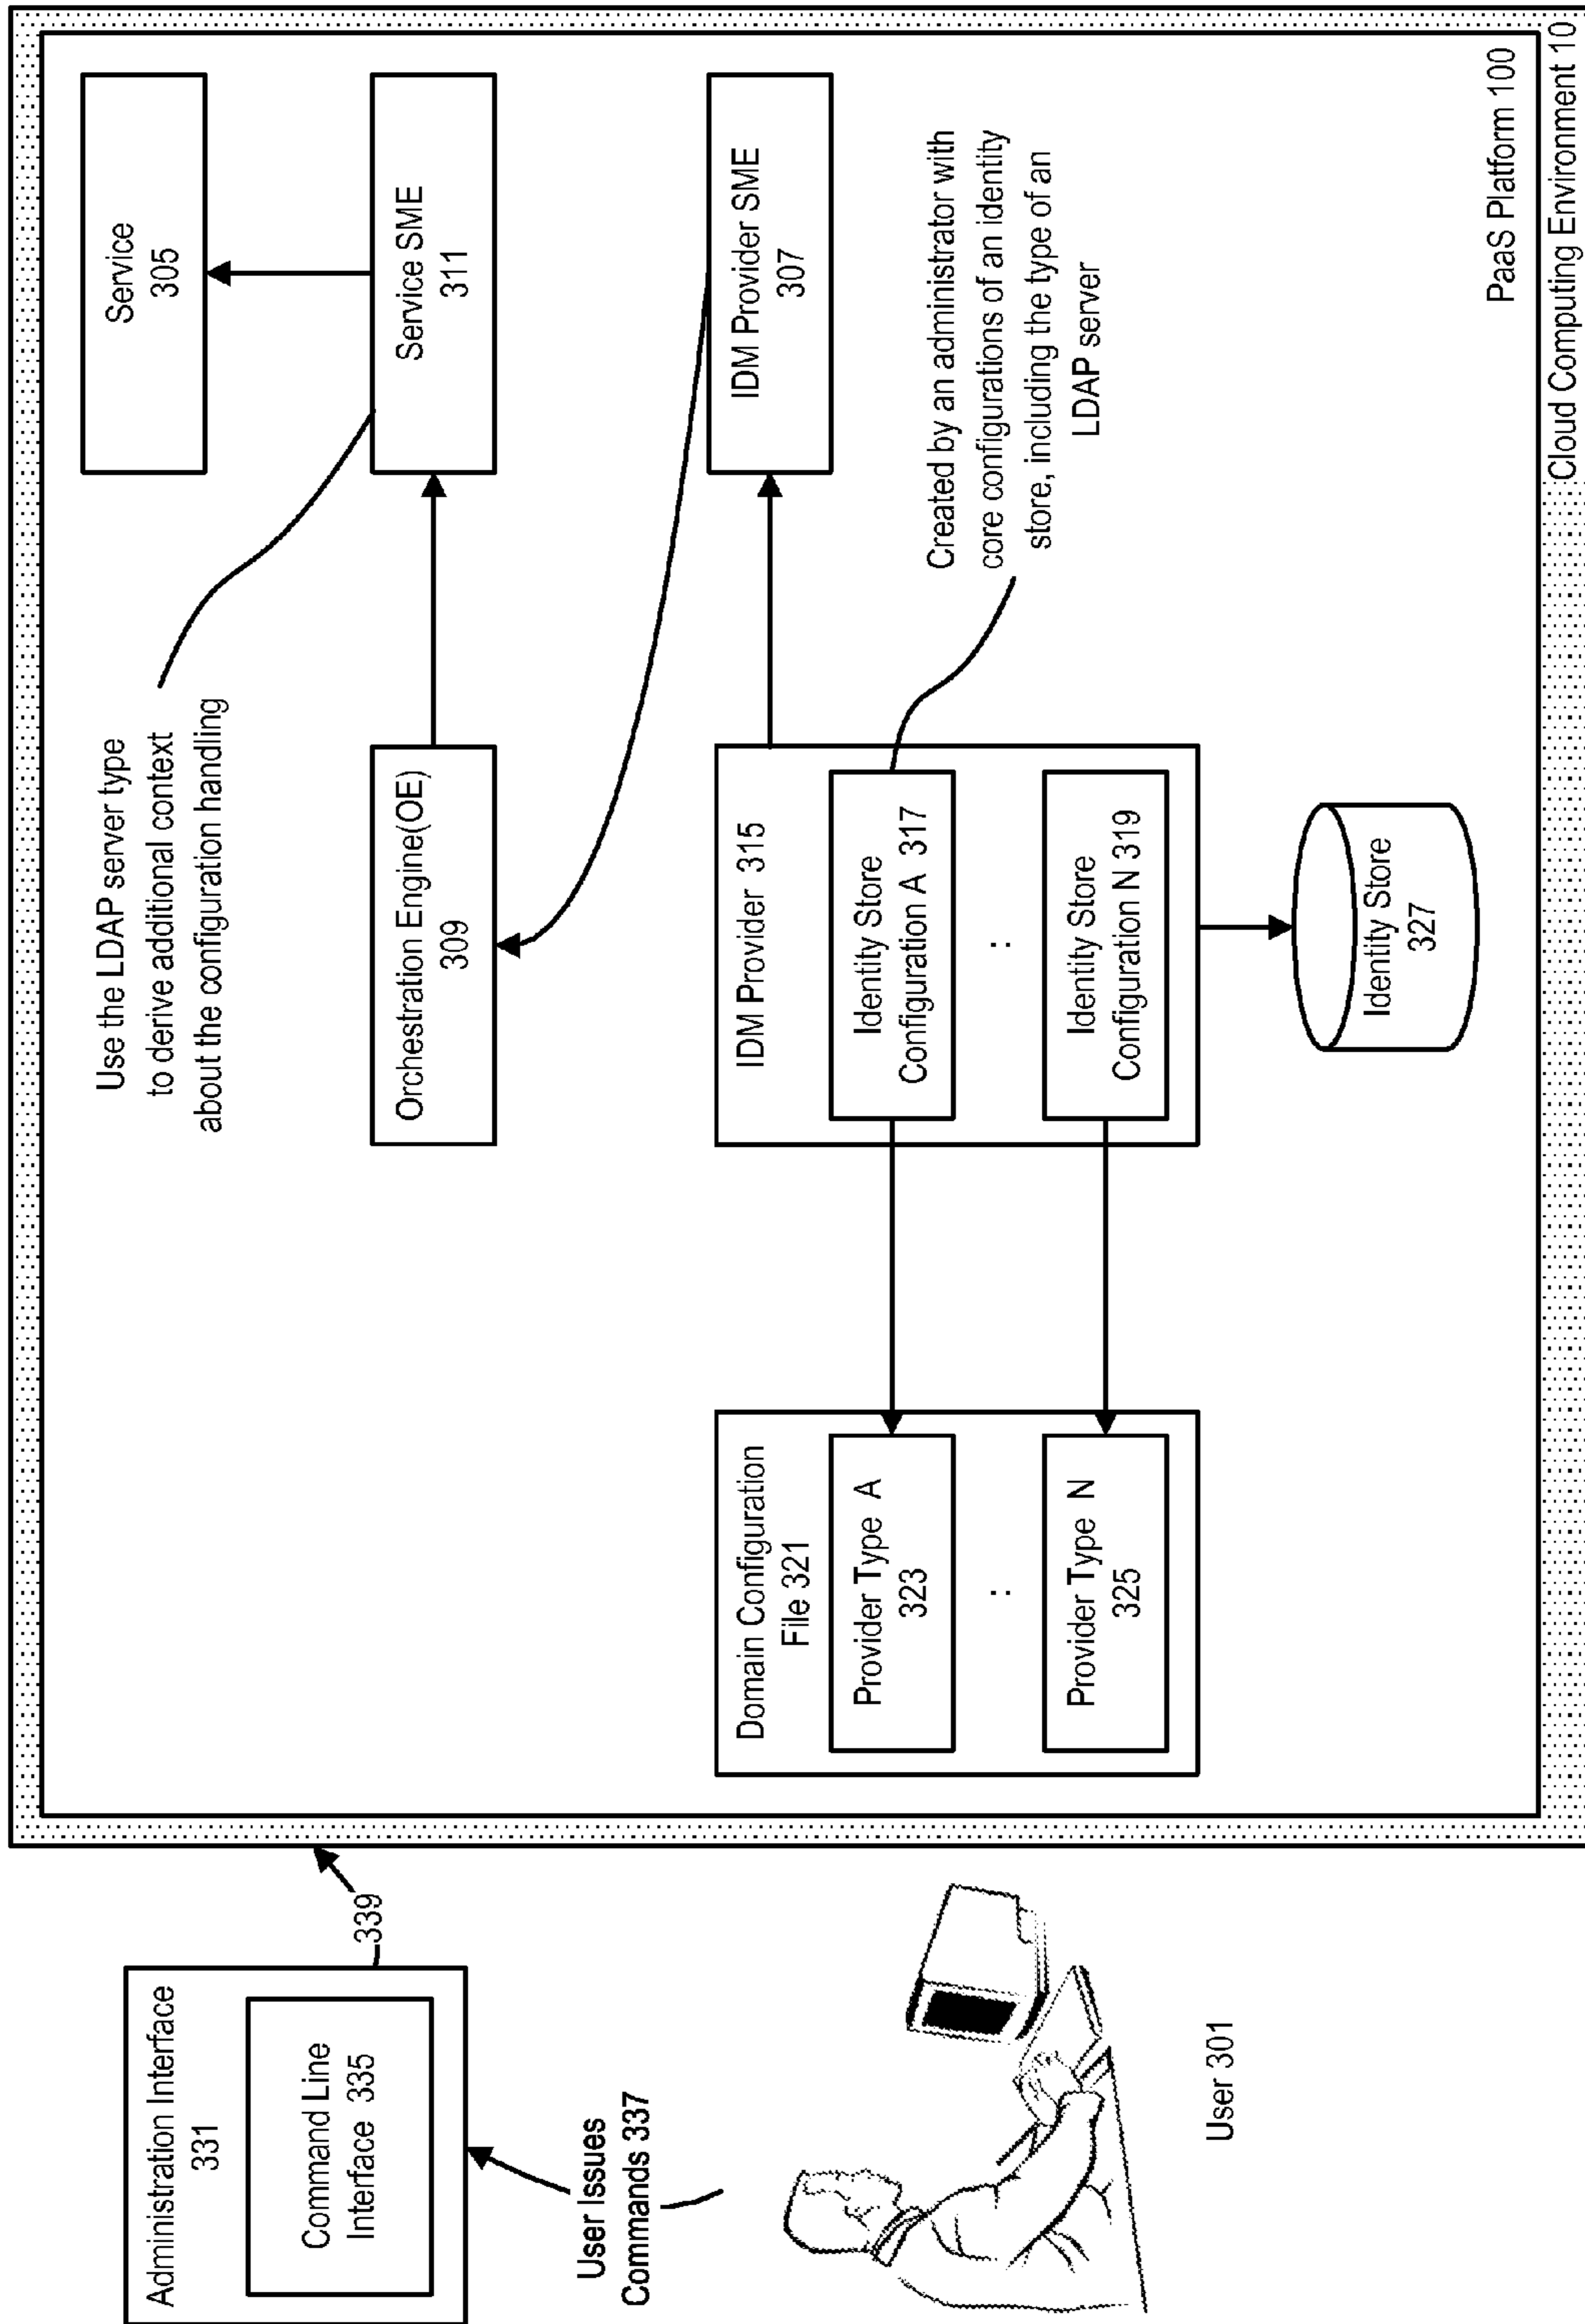 Administration Interface
331
Command Line
Interface 335
339
User Issues
Commands 337
User 301
Use the LDAP server type
to derive additional context
about the configuration handling
Service
305
Service SME
311
Orchestration Engine(OE)
309
IDM Provider SME
307
Domain Configuration
File 321
Provider Type A
323
:
Provider Type N
325
IDM Provider 315
Identity Store
Configuration A 317
:
Identity Store
Configuration N 319
Created by an administrator with
core configurations of an identity
store, including the type of an
LDAP server
Identity Store
327
PaaS Platform 100
Cloud Computing Environment 10